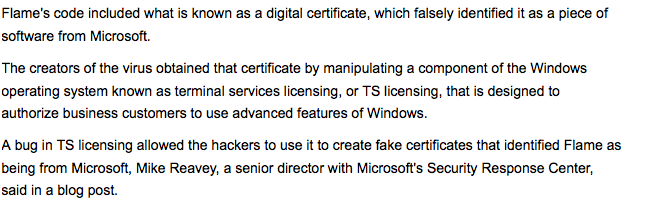 Flame's code included what is known as a digital certificate, which falsely identified it as a piece of
software from Microsoft.
The creators of the virus obtained that certificate by manipulating a component of the Windows
operating system known as terminal services licensing, or TS licensing, that is designed to
authorize business customers to use advanced features of Windows.
A bug in TS licensing allowed the hackers to use it to create fake certificates that identified Flame as
being from Microsoft, Mike Reavey, a senior director with Microsoft's Security Response Center,
said in a blog post.